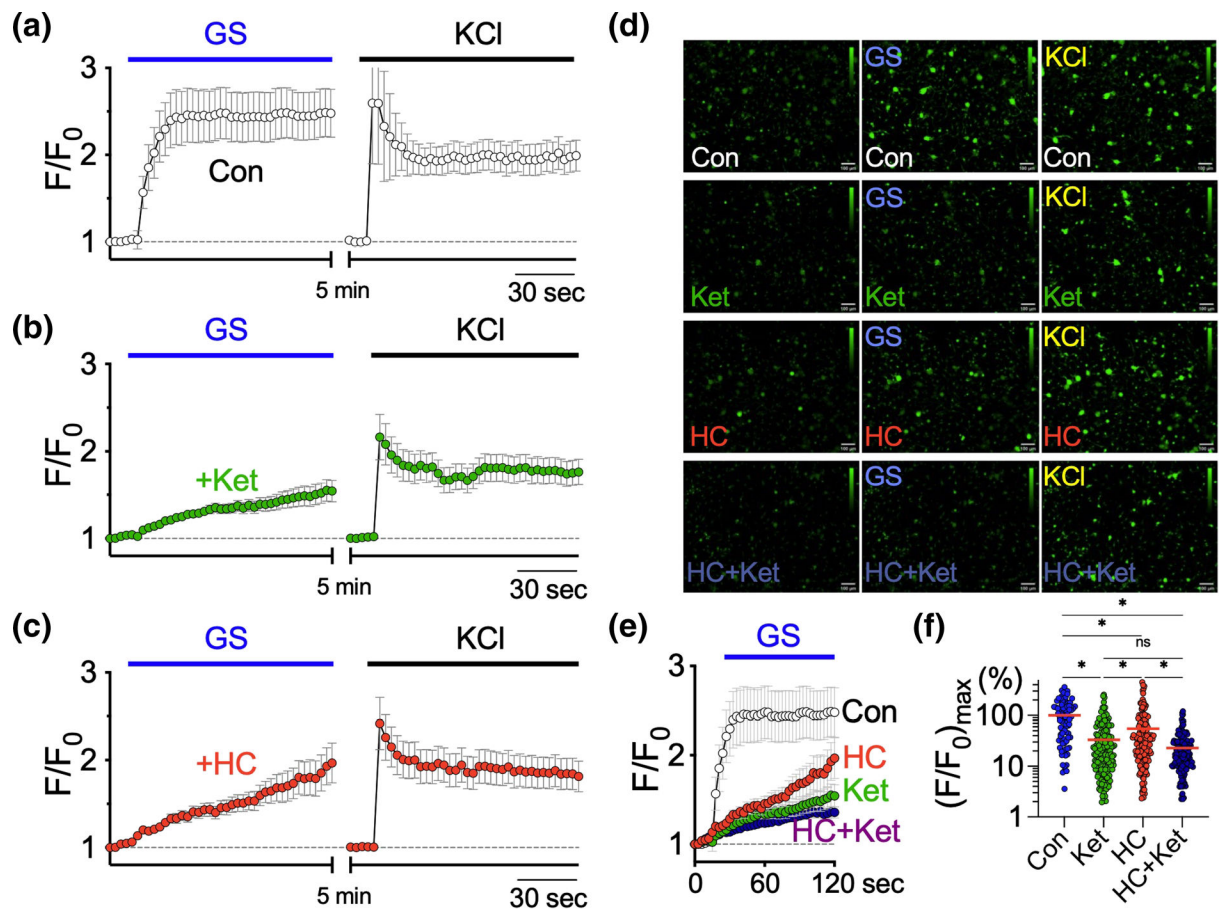 (a)
GS
KCl
3
2
1
F/F0
Con
5 min
30 sec
(b)
GS
KCl
3
2
1
F/F0
+Ket
5 min
30 sec
(c)
GS
KCl
3
2
1
F/F0
+HC
5 min
30 sec
(d)
Con
GS
Con
KCl
Con
Ket
GS
Ket
KCl
Ket
HC
GS
HC
KCl
HC
HC+Ket
GS
HC+Ket
KCl
HC+Ket
(e)
GS
3
2
1
F/F0
Con
HC
Ket
HC+Ket
0 60 120 sec
(f)
*
*
ns
* * *
(F/F0)max (%)
100
10
1
Con Ket HC HC+Ket